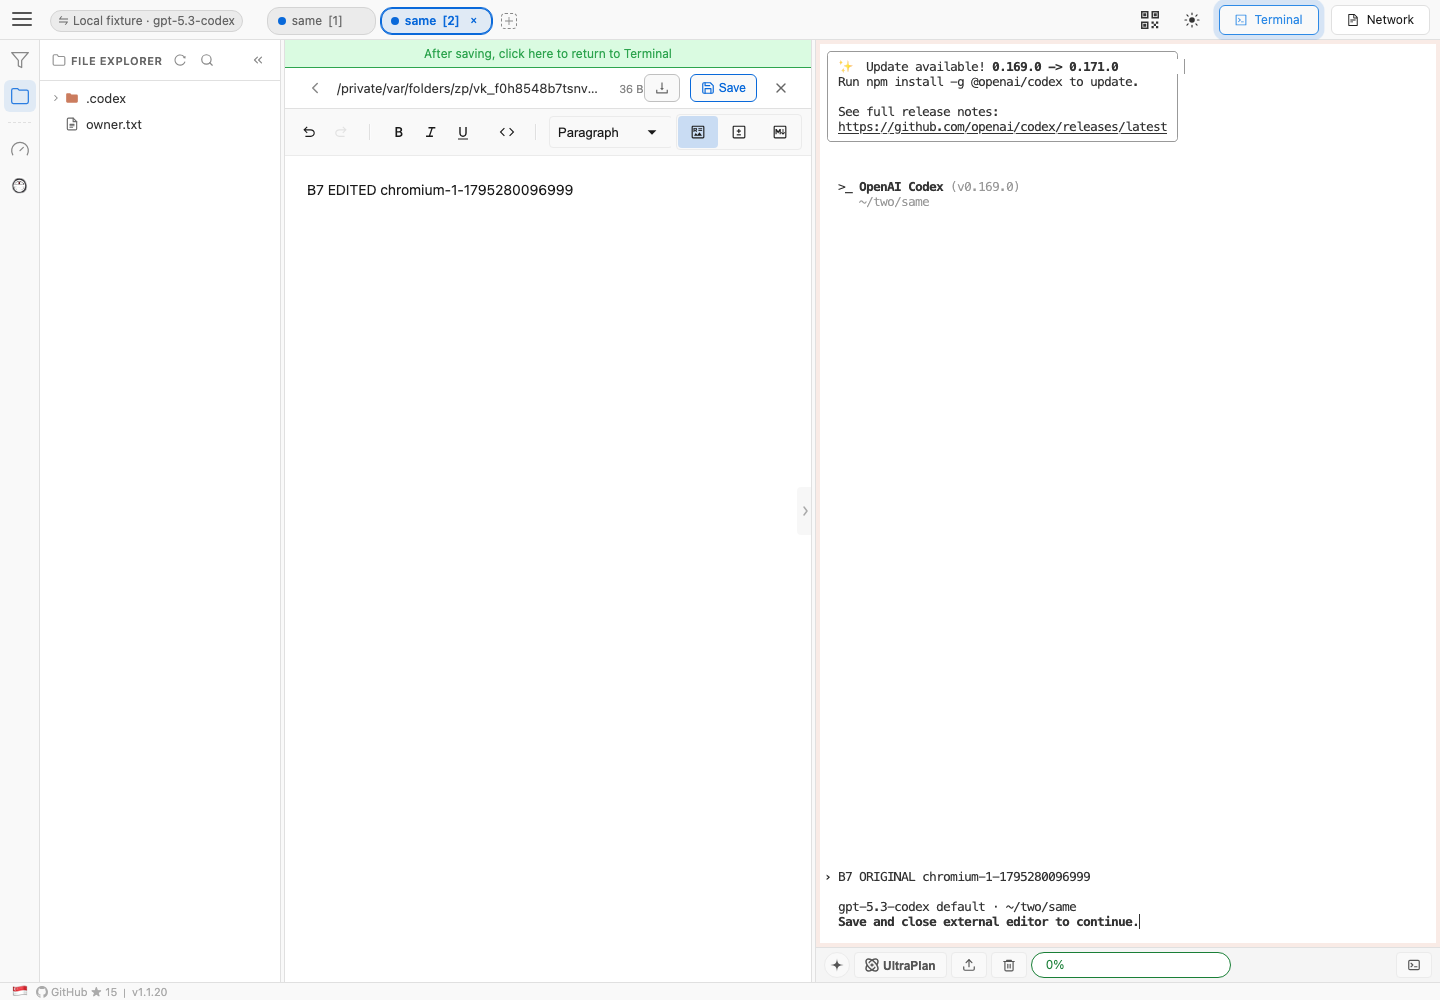 Local fixture · gpt-5.3-codex
same [1]
same [2] ×
Terminal
Network
FILE EXPLORER
.codex
owner.txt
After saving, click here to return to Terminal
/private/var/folders/zp/vk_f0h8548b7tsnv...
36 B
Save
B
I
U
Paragraph
B7 EDITED chromium-1-1795280096999
✨ Update available! 0.169.0 -> 0.171.0
Run npm install -g @openai/codex to update.
See full release notes:
https://github.com/openai/codex/releases/latest
>_ OpenAI Codex (v0.169.0)
~/two/same
› B7 ORIGINAL chromium-1-1795280096999
gpt-5.3-codex default · ~/two/same
Save and close external editor to continue.
UltraPlan
0%
GitHub ★ 15 | v1.1.20